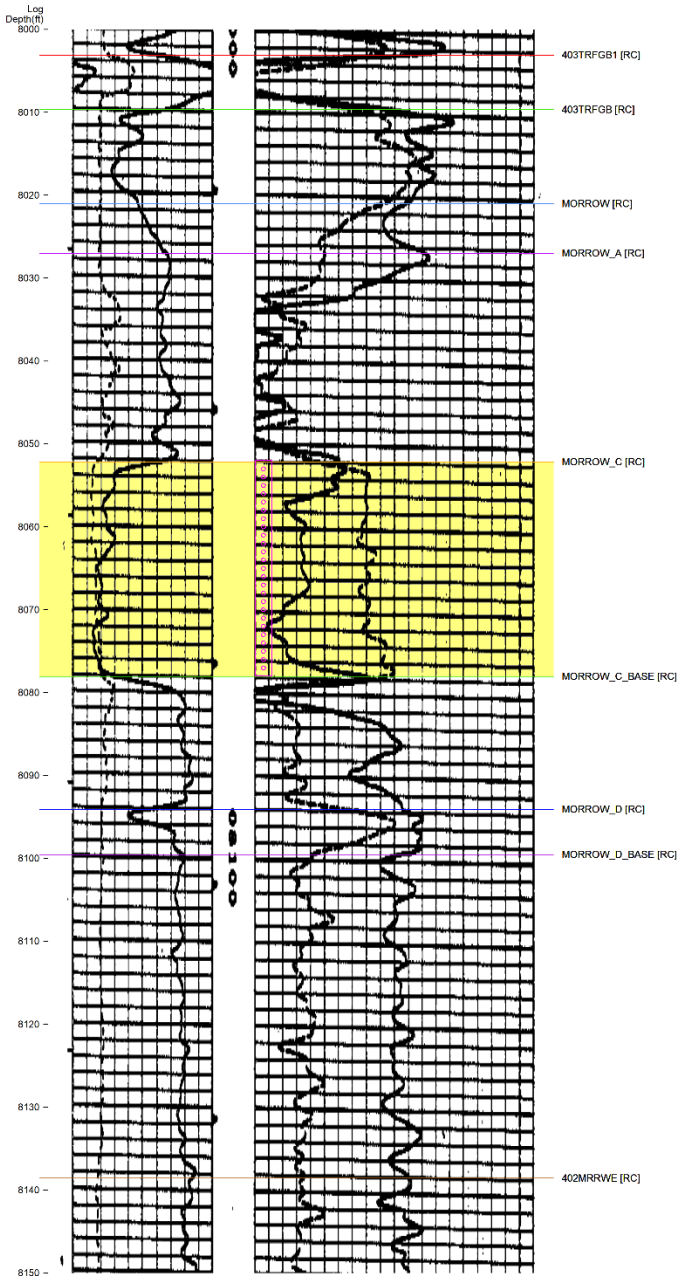 Log
Depth(ft)
8000
403TRFGB1 [RC]
8010
403TRFGB [RC]
8020
MORROW [RC]
MORROW_A [RC]
8030
8040
8050
MORROW_C [RC]
8060
8070
MORROW_C_BASE [RC]
8080
8090
MORROW_D [RC]
08100
MORROW_D_BASE [RC]
8100
8110
8120
8130
402MRRWE [RC]
8140
8150